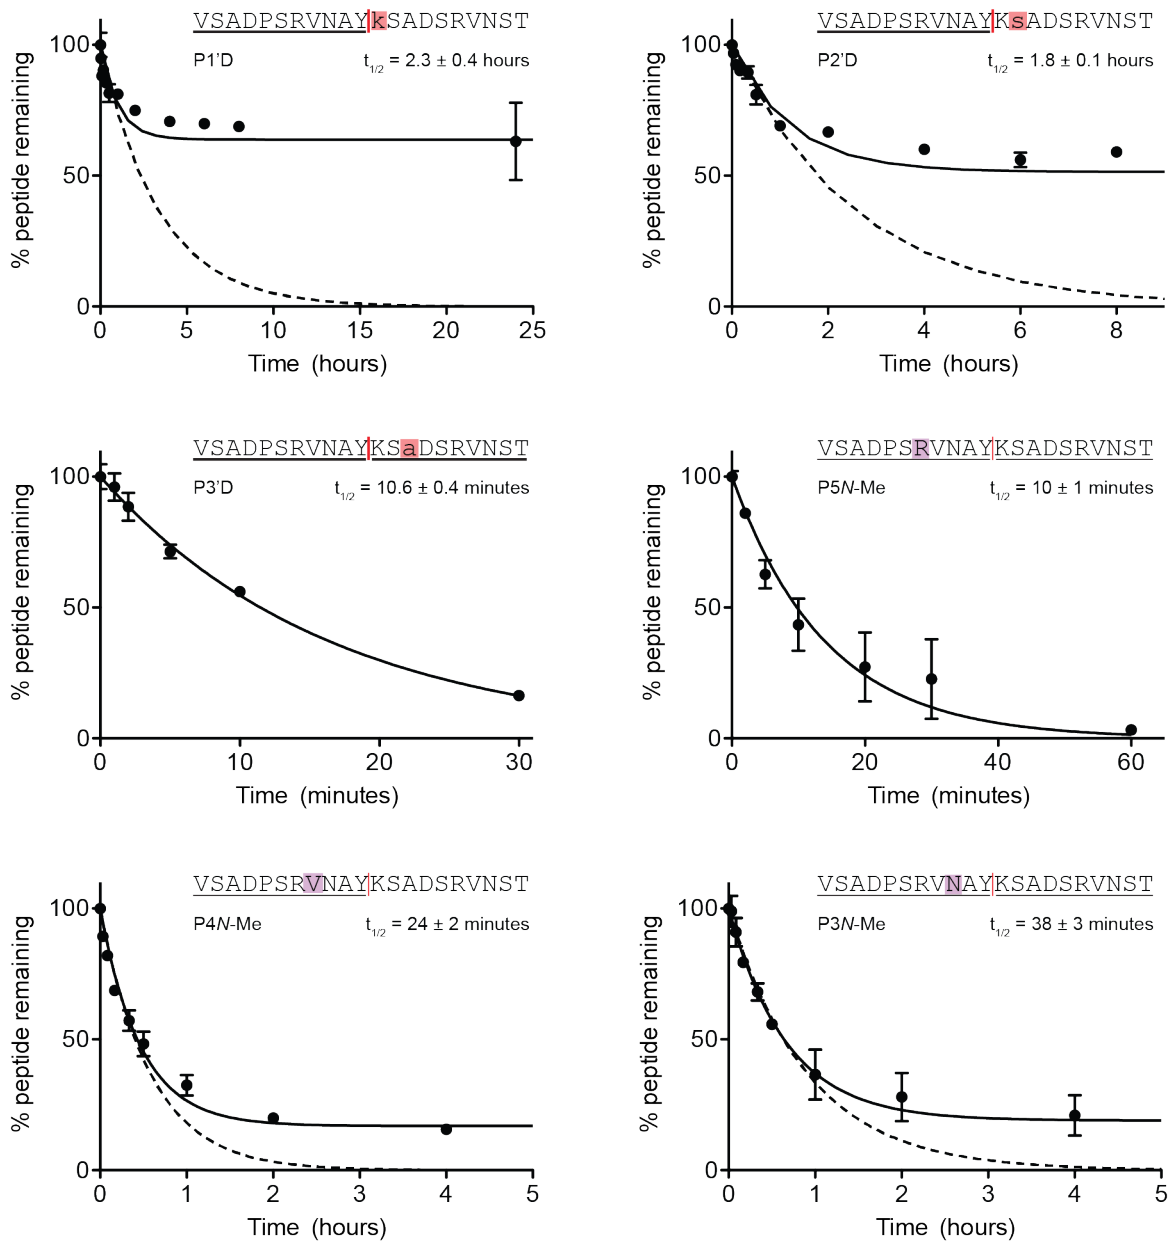 VSADPSRVNAYkSADSRVNST
P1’D t1/2 = 2.3 ± 0.4 hours
% peptide remaining
100
50
0
0 5 10 15 20 25
Time (hours)
VSADPSRVNAYKsADSRVNST
P2’D t1/2 = 1.8 ± 0.1 hours
% peptide remaining
100
50
0
0 2 4 6 8
Time (hours)
VSADPSRVNAYKSaDSRVNST
P3’D t1/2 = 10.6 ± 0.4 minutes
% peptide remaining
100
50
0
0 10 20 30
Time (minutes)
VSADPSRVNAYKSADSRVNST
P5N-Me t1/2 = 10 ± 1 minutes
% peptide remaining
100
50
0
0 20 40 60
Time (minutes)
VSADPSRVNAYKSADSRVNST
P4N-Me t1/2 = 24 ± 2 minutes
% peptide remaining
100
50
0
0 1 2 3 4 5
Time (hours)
VSADPSRVNAYKSADSRVNST
P3N-Me t1/2 = 38 ± 3 minutes
% peptide remaining
100
50
0
0 1 2 3 4 5
Time (hours)